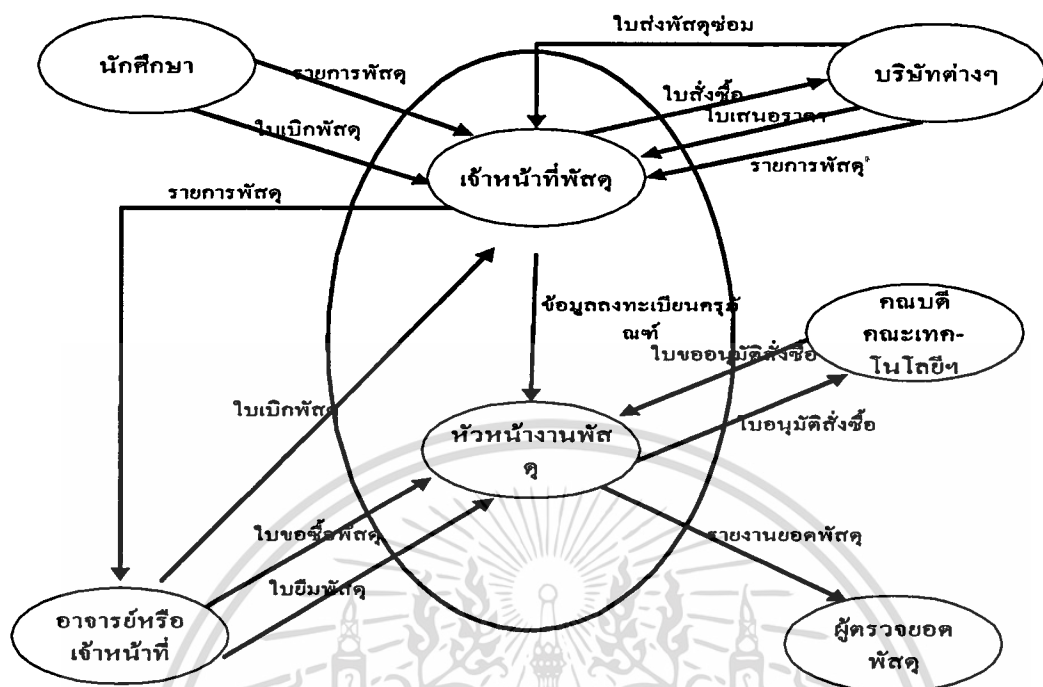 ใบส่งพัสดุซ่อม
นักศึกษา
รายการพัสดุ
บริษัทต่างๆ
ใบสั่งซื้อ
ใบเสนอราคา
ใบเบิกพัสดุ
เจ้าหน้าที่พัสดุ
รายการพัสดุ
รายการพัสดุ
ข้อมูลลงทะเบียนครุภั
ณฑ์
คณบดี
คณะเทค-
โนโลยีฯ
ใบขออนุมัติสั่งซื้อ
ใบเบิกพัสดุ
หัวหน้างานพัส
ดุ
ใบอนุมัติสั่งซื้อ
ใบขอซื้อพัสดุ
รายงานยอดพัสดุ
ใบยืมพัสดุ
อาจารย์หรือ
เจ้าหน้าที่
ผู้ตรวจยอด
พัสดุ